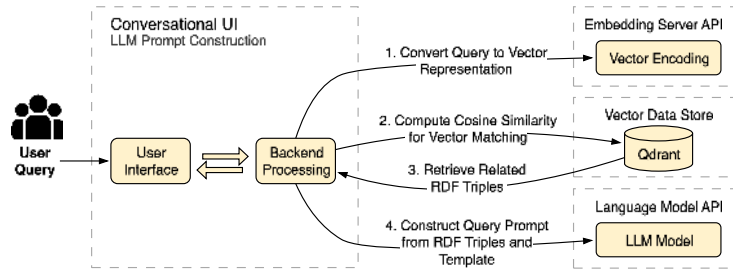 Conversational UI
LLM Prompt Construction
User
Query
User
Interface
Backend
Processing
1. Convert Query to Vector
Representation
2. Compute Cosine Similarity
for Vector Matching
3. Retrieve Related
RDF Triples
4. Construct Query Prompt
from RDF Triples and
Template
Embedding Server API
Vector Encoding
Vector Data Store
Qdrant
Language Model API
LLM Model